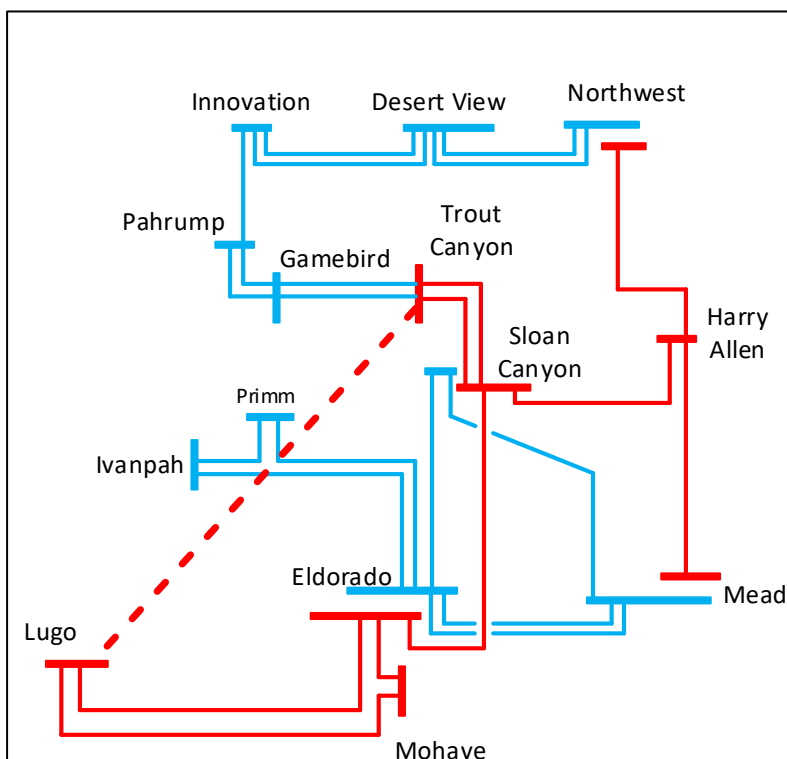 Innovation
Desert View
Northwest
Pahrump
Gamebird
Trout
Canyon
Harry
Allen
Sloan
Canyon
Primm
Ivanpah
Eldorado
Mead
Lugo
Mohave